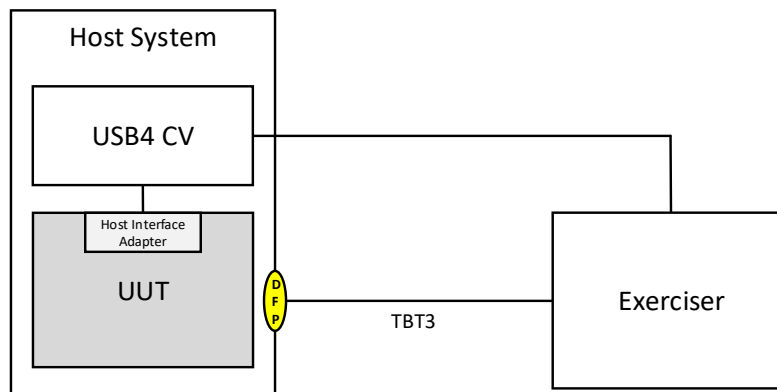 Host System
USB4 CV
Host Interface
Adapter
UUT
D
F
P
TBT3
Exerciser